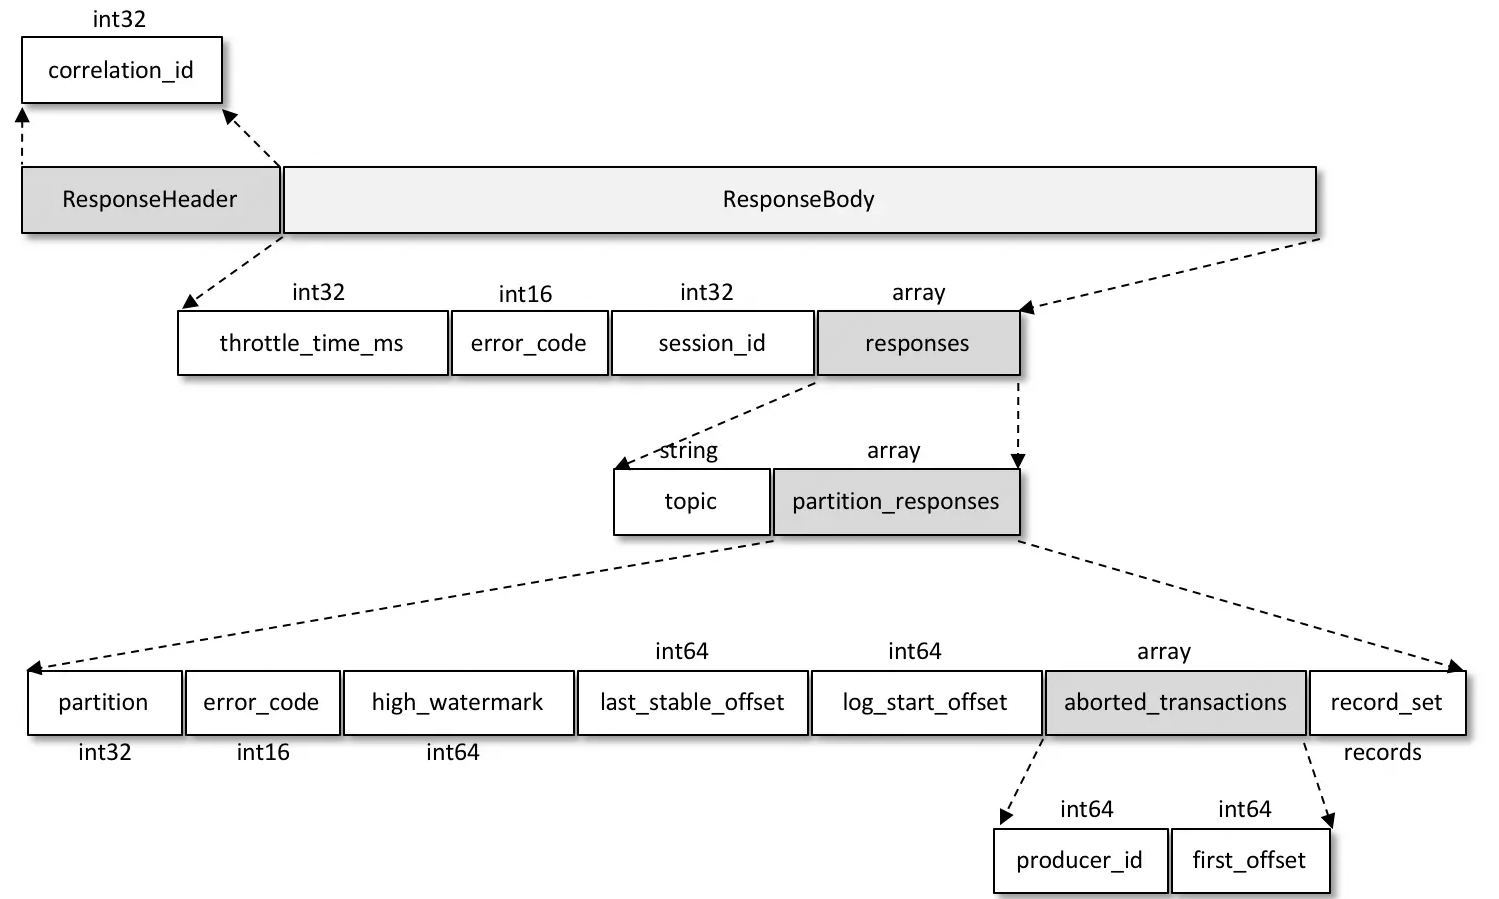 int32
correlation_id
ResponseHeader
ResponseBody
int32
int16
int32
array
throttle_time_ms
error_code
session_id
responses
string
array
topic
partition_responses
int64
int64
array
partition
error_code
high_watermark
last_stable_offset
log_start_offset
aborted_transactions
record_set
int32
int16
int64
records
int64
int64
producer_id
first_offset